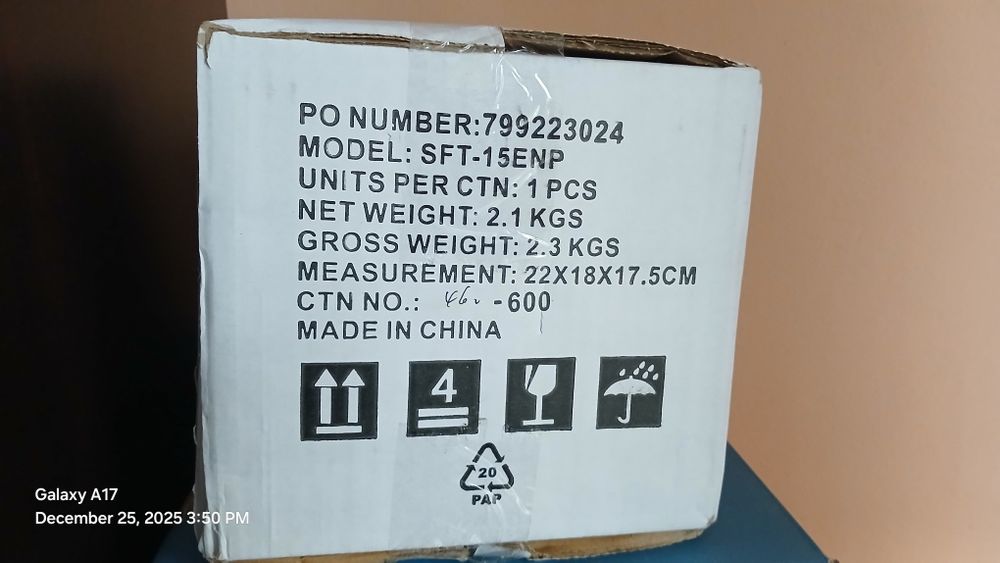 PO NUMBER:799223024
MODEL: SFT-15ENP
UNITS PER CTN: 1 PCS
NET WEIGHT: 2.1 KGS
GROSS WEIGHT: 2.3 KGS
MEASUREMENT: 22X18X17.5CM
CTN NO.: -600
MADE IN CHINA
4
20
PAP
Galaxy A17
December 25, 2025 3:50 PM